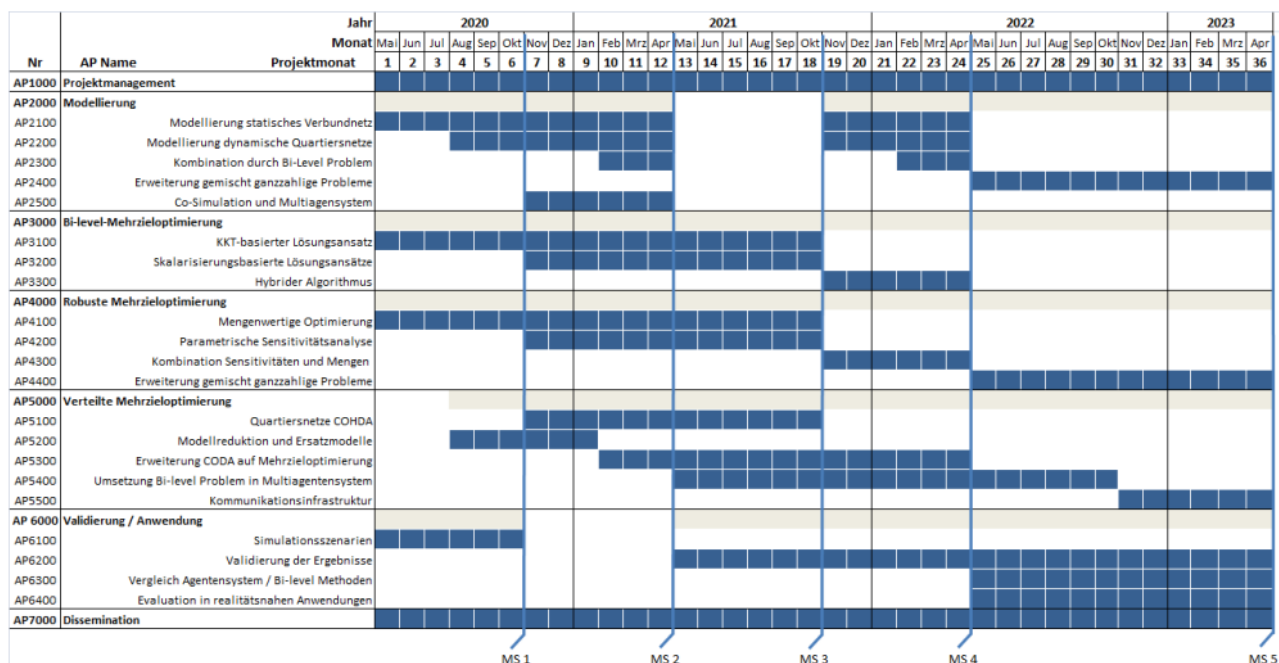 Jahr 2020 2021 2022 2023
Monat Mai Jun Jul Aug Sep Okt Nov Dez Jan Feb Mrz Apr Mai Jun Jul Aug Sep Okt Nov Dez Jan Feb Mrz Apr Mai Jun Jul Aug Sep Okt Nov Dez Jan Feb Mrz Apr
Nr AP Name Projektmonat 1 2 3 4 5 6 7 8 9 10 11 12 13 14 15 16 17 18 19 20 21 22 23 24 25 26 27 28 29 30 31 32 33 34 35 36
AP1000 Projektmanagement
AP2000 Modellierung
AP2100 Modellierung statisches Verbundnetz
AP2200 Modellierung dynamische Quartiersnetze
AP2300 Kombination durch Bi-Level Problem
AP2400 Erweiterung gemischt ganzzahlige Probleme
AP2500 Co-Simulation und Multiagensystem
AP3000 Bi-level-Mehrzieloptimierung
AP3100 KKT-basierter Lösungsansatz
AP3200 Skalarisierungsbasierte Lösungsansätze
AP3300 Hybrider Algorithmus
AP4000 Robuste Mehrzieloptimierung
AP4100 Mengenwertige Optimierung
AP4200 Parametrische Sensitivitätsanalyse
AP4300 Kombination Sensitivitäten und Mengen
AP4400 Erweiterung gemischt ganzzahlige Probleme
AP5000 Verteilte Mehrzieloptimierung
AP5100 Quartiersnetze COHDA
AP5200 Modellreduktion und Ersatzmodelle
AP5300 Erweiterung CODA auf Mehrzieloptimierung
AP5400 Umsetzung Bi-level Problem in Multiagentensystem
AP5500 Kommunikationsinfrastruktur
AP 6000 Validierung / Anwendung
AP6100 Simulationsszenarien
AP6200 Validierung der Ergebnisse
AP6300 Vergleich Agentensystem / Bi-level Methoden
AP6400 Evaluation in realitätsnahen Anwendungen
AP7000 Dissemination
MS 1 MS 2 MS 3 MS 4 MS 5